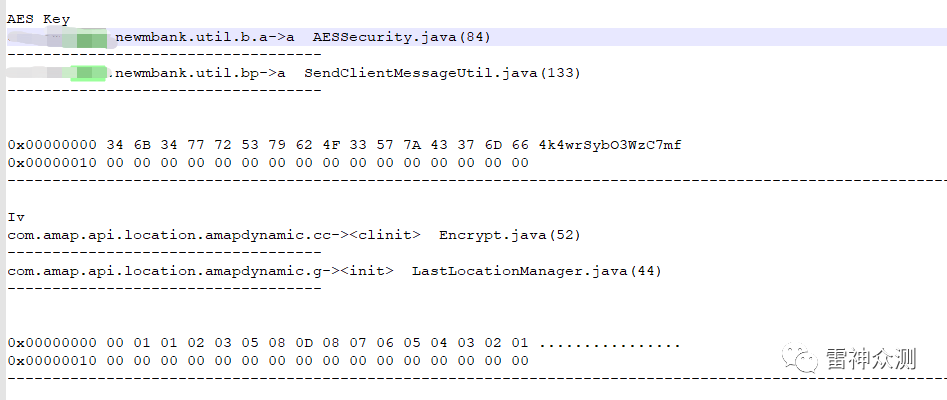 AES Key
.newmbank.util.b.a->a AESSecurity.java(84)
-----------------------------------
.newmbank.util.bp->a SendClientMessageUtil.java(133)
-----------------------------------
0x00000000 34 6B 34 77 72 53 79 62 4F 33 57 7A 43 37 6D 66 4k4wrSybO3WzC7mf
0x00000010 00 00 00 00 00 00 00 00 00 00 00 00 00 00 00 00
---------------------------------------------------------------------------------------------------------
Iv
com.amap.api.location.amapdynamic.cc-><clinit> Encrypt.java(52)
-----------------------------------
com.amap.api.location.amapdynamic.g-><init> LastLocationManager.java(44)
-----------------------------------
0x00000000 00 01 01 02 03 05 08 0D 08 07 06 05 04 03 02 01 ................
0x00000010 00 00 00 00 00 00 00 00 00 00 00 00 00 00 00 00
---------------------------------------------------------------------------------------------------------
雷神众测